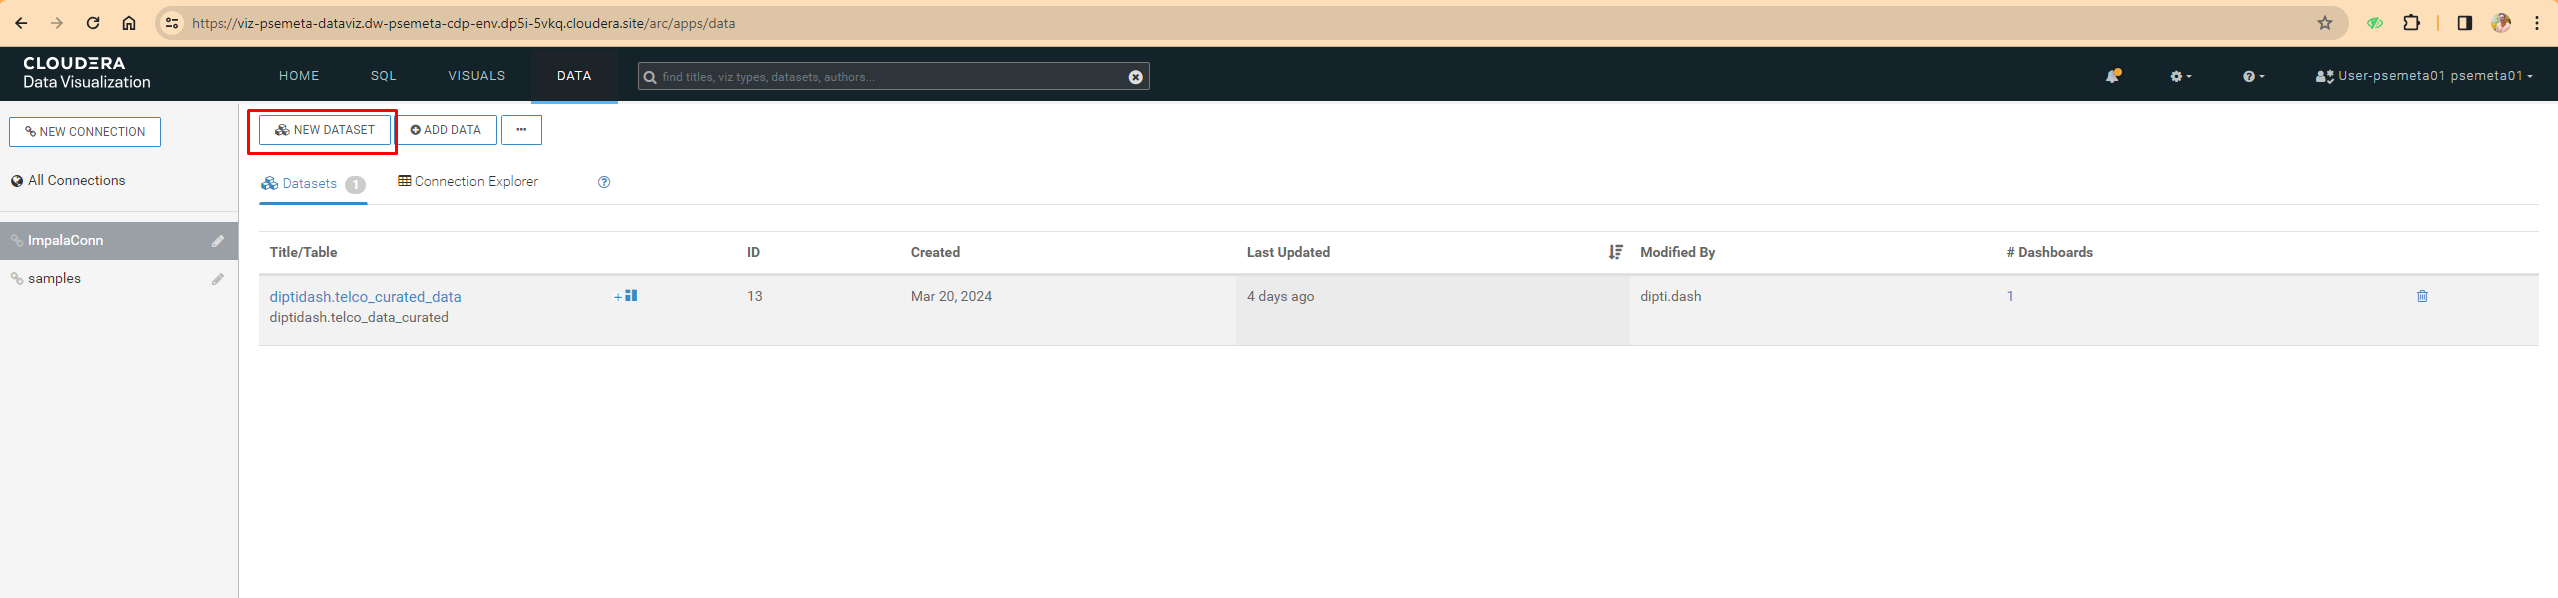 https://viz-psemeta-dataviz.dw-psemeta-cdp-env.dp5i-5vkq.cloudera.site/arc/apps/data
CLOUDERA
Data Visualization
HOME SQL VISUALS DATA find titles, viz types, datasets, authors... User-psemeta01 psemeta01
NEW CONNECTION
NEW DATASET ADD DATA ...
All Connections
Datasets 1 Connection Explorer
ImpalaConn
samples
Title/Table ID Created Last Updated Modified By # Dashboards
diptidash.telco_curated_data 13 Mar 20, 2024 4 days ago dipti.dash 1
diptidash.telco_data_curated